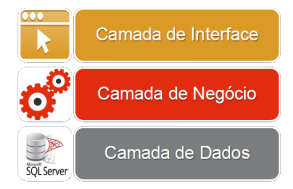 Camada de Interface
Camada de Negócio
Camada de Dados
Microsoft
SQL Server